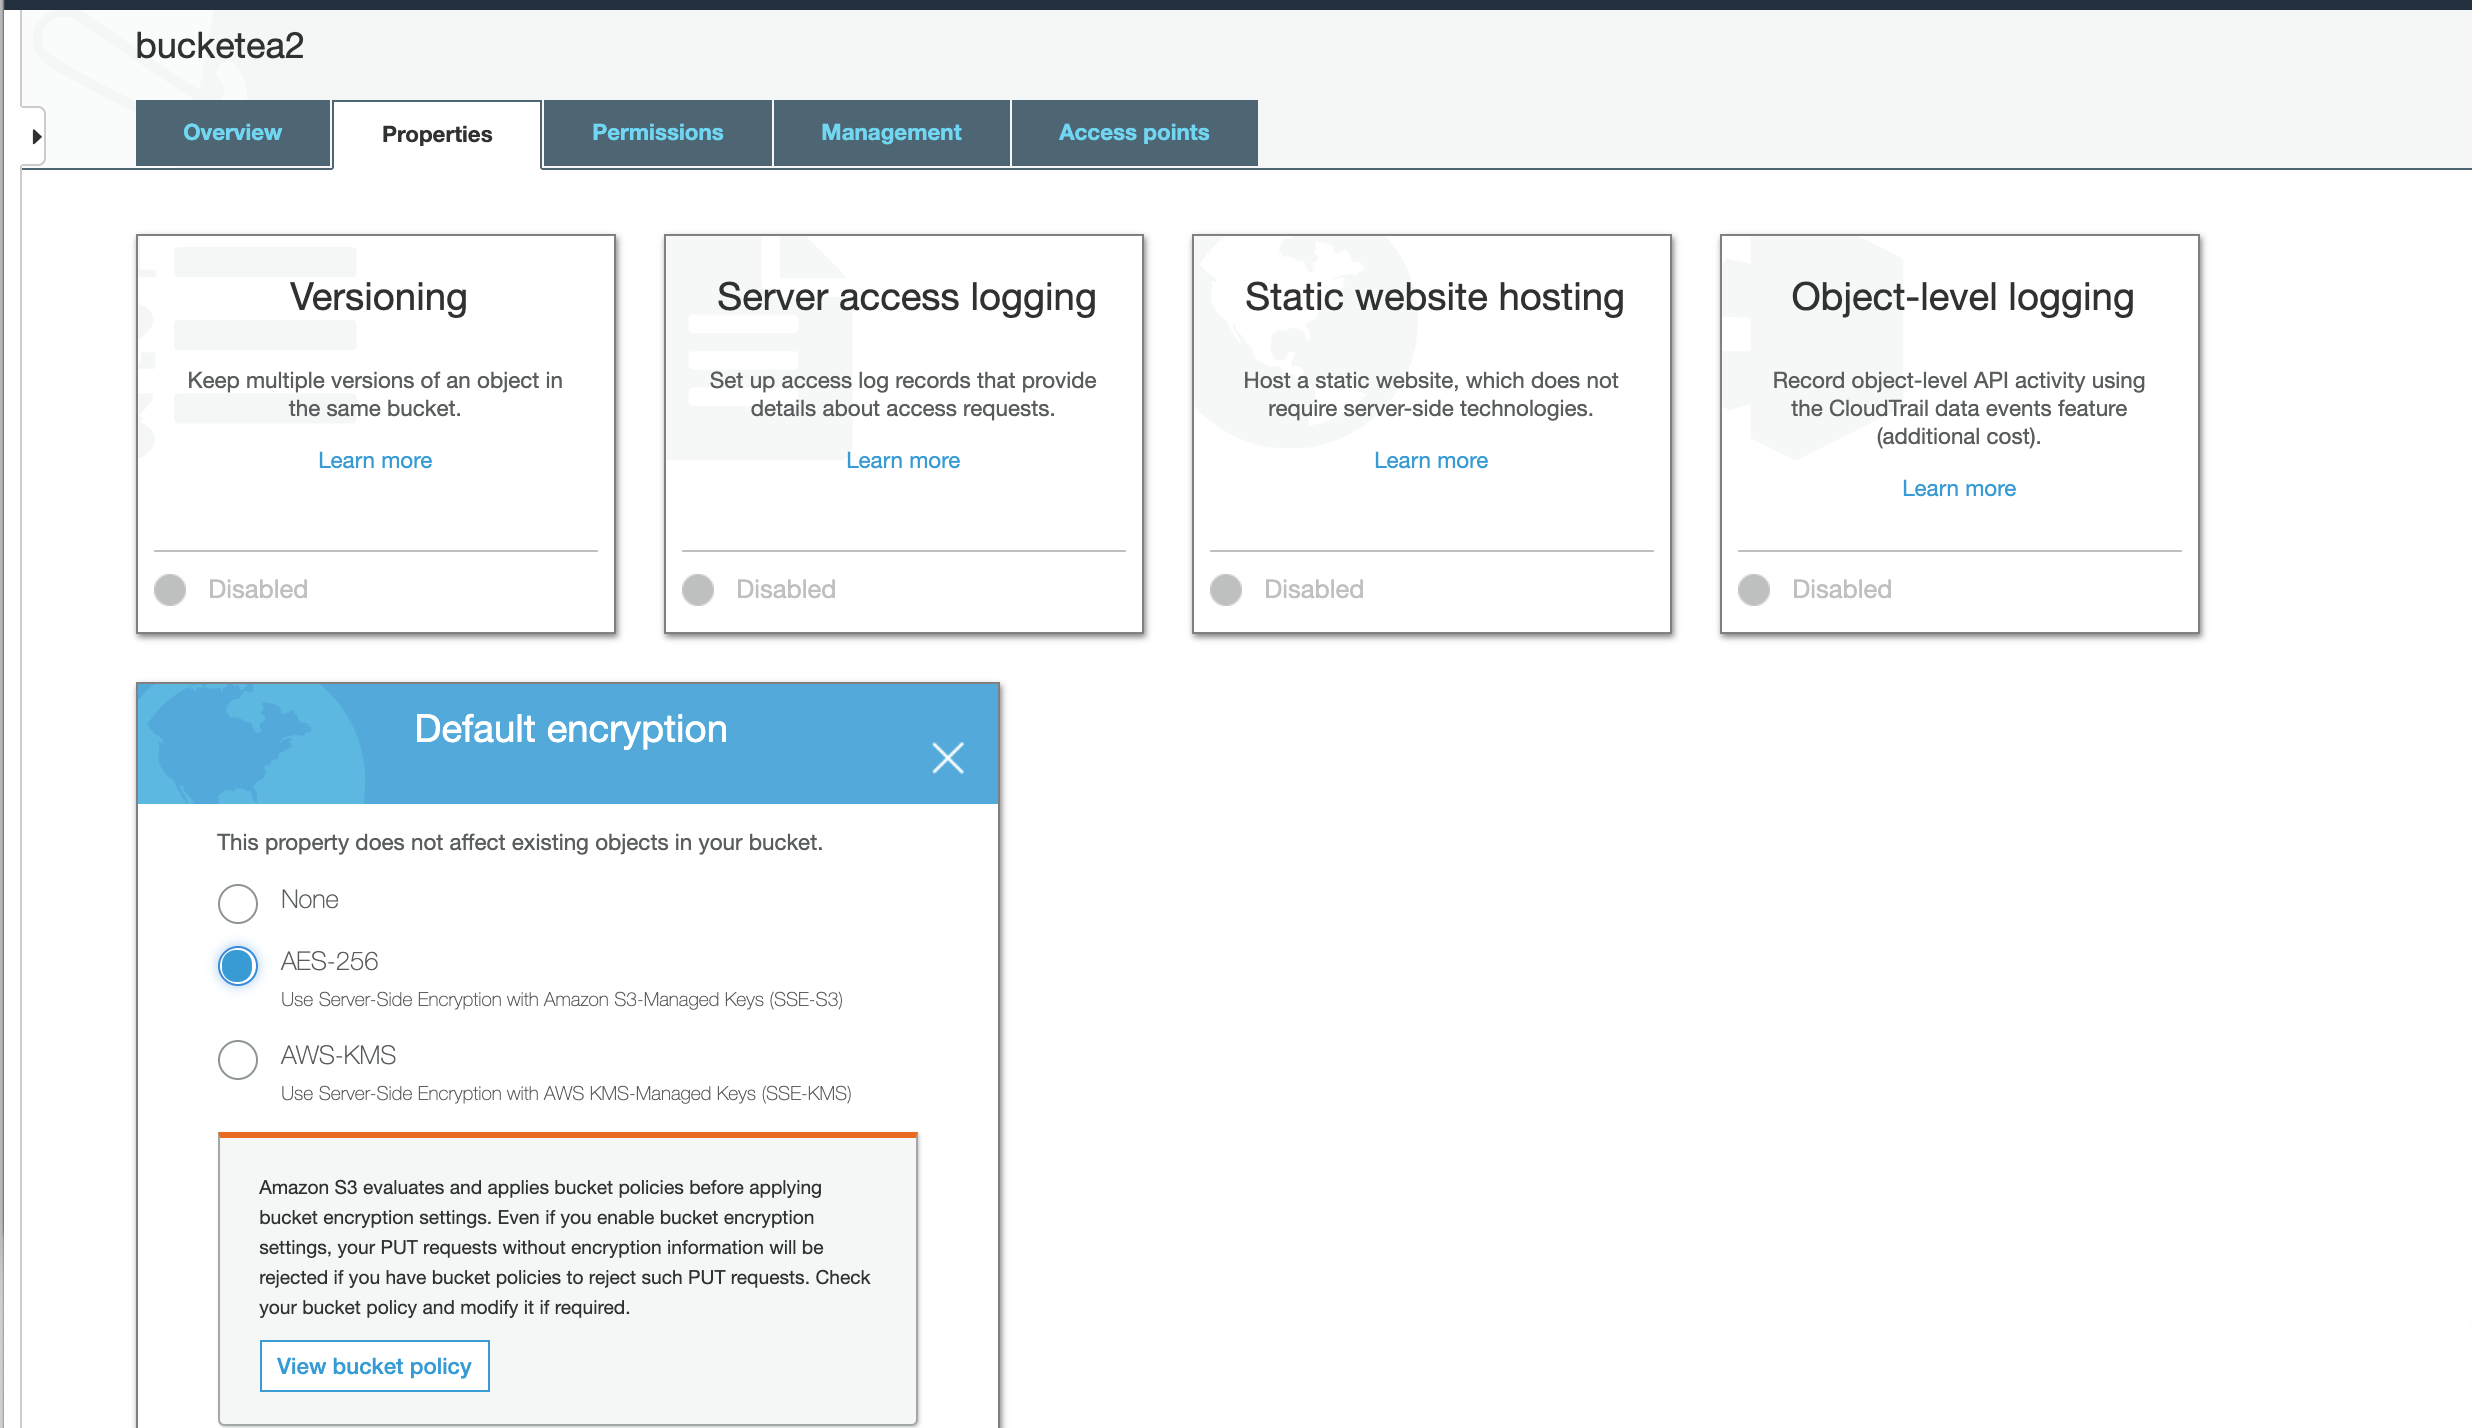 bucketea2
Overview
Properties
Permissions
Management
Access points
Versioning
Keep multiple versions of an object in
the same bucket.
Learn more
Disabled
Server access logging
Set up access log records that provide
details about access requests.
Learn more
Disabled
Static website hosting
Host a static website, which does not
require server-side technologies.
Learn more
Disabled
Object-level logging
Record object-level API activity using
the CloudTrail data events feature
(additional cost).
Learn more
Disabled
Default encryption
This property does not affect existing objects in your bucket.
None
AES-256
Use Server-Side Encryption with Amazon S3-Managed Keys (SSE-S3)
AWS-KMS
Use Server-Side Encryption with AWS KMS-Managed Keys (SSE-KMS)
Amazon S3 evaluates and applies bucket policies before applying
bucket encryption settings. Even if you enable bucket encryption
settings, your PUT requests without encryption information will be
rejected if you have bucket policies to reject such PUT requests. Check
your bucket policy and modify it if required.
View bucket policy